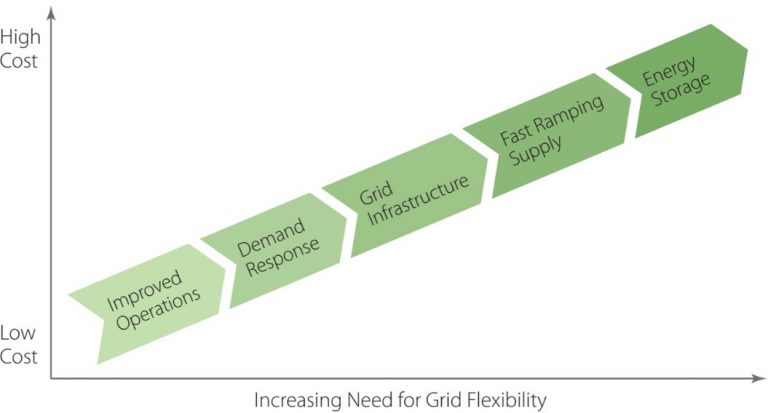 High
Cost
Low
Cost
Improved
Operations
Demand
Response
Grid
Infrastructure
Fast Ramping
Supply
Energy
Storage
Increasing Need for Grid Flexibility